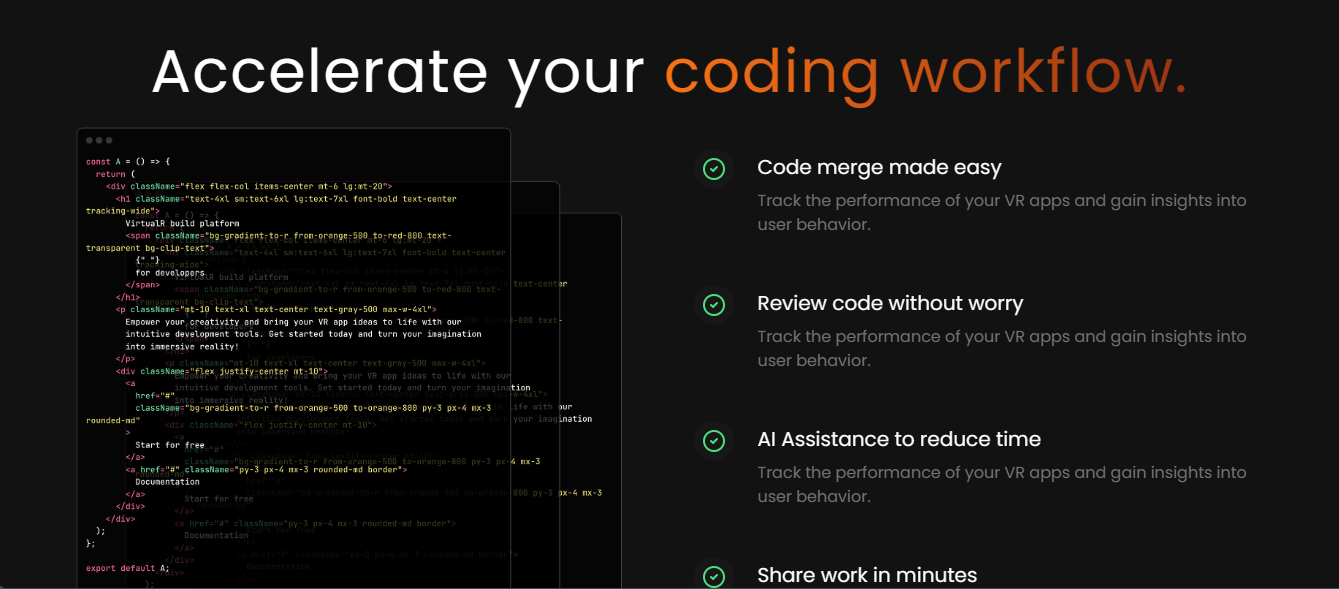 Accelerate your coding workflow.
const A = () => {
return (
<div className="flex flex-col items-center mt-6 lg:mt-20">
<h1 className="text-4xl sm:text-6xl lg:text-7xl font-bold text-center
tracking-wide">
VirtualR build platform
<span className="bg-gradient-to-r from-orange-500 to-red-800 text-
transparent bg-clip-text">
{" "}
for developers
</span>
</h1>
<p className="mt-10 text-xl text-center text-gray-500 max-w-4xl">
Empower your creativity and bring your VR app ideas to life with our
intuitive development tools. Get started today and turn your imagination
into immersive reality!
</p>
<div className="flex justify-center mt-10">
<a
href="#"
className="bg-gradient-to-r from-orange-500 to-orange-800 py-3 px-4 mx-3
rounded-md"
>
Start for free
</a>
<a href="#" className="py-3 px-4 mx-3 rounded-md border">
Documentation
</a>
</div>
</div>
);
};
export default A;
Code merge made easy
Track the performance of your VR apps and gain insights into
user behavior.
Review code without worry
Track the performance of your VR apps and gain insights into
user behavior.
AI Assistance to reduce time
Track the performance of your VR apps and gain insights into
user behavior.
Share work in minutes